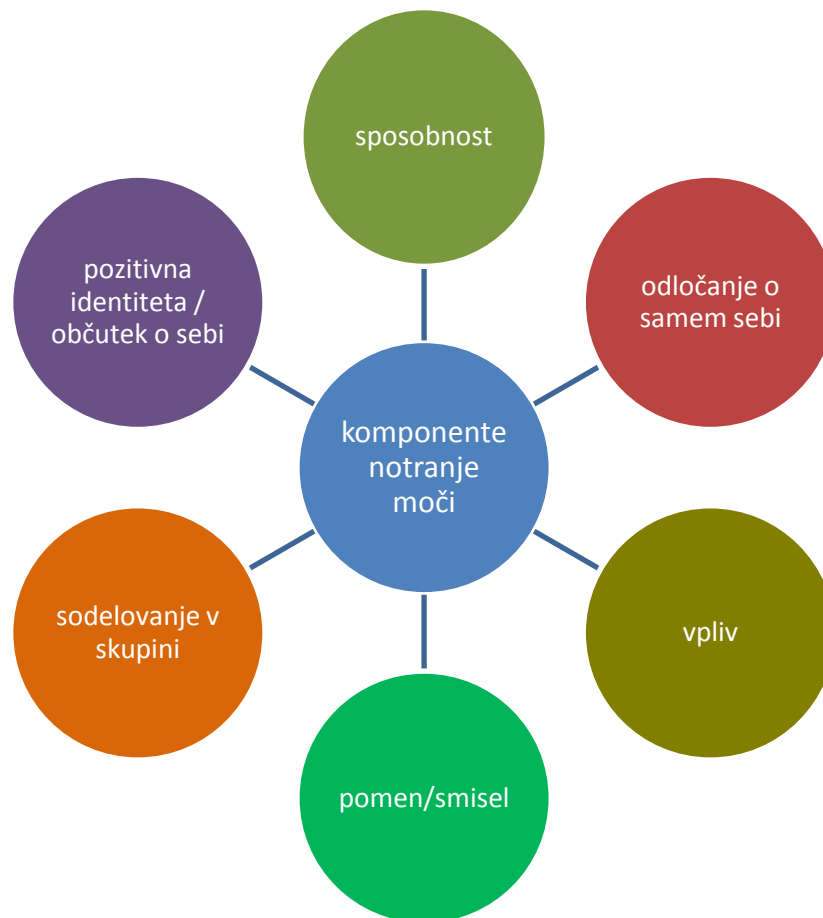 sposobnost
pozitivna
identiteta /
občutek o sebi
odločanje o
samem sebi
komponente
notranje
moči
sodelovanje v
skupini
vpliv
pomen/smisel